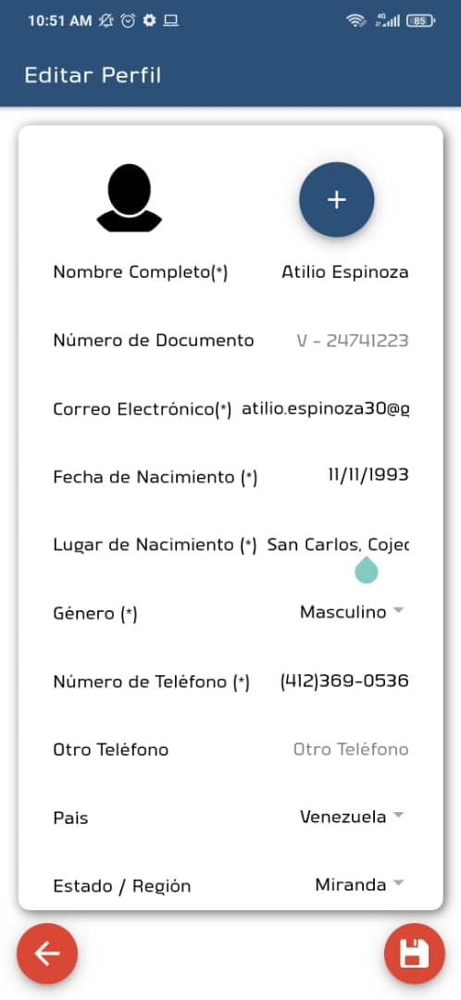 10:51 AM 4G 85
Editar Perfil
+
Nombre Completo(*) Atilio Espinoza
Número de Documento V - 24741223
Correo Electrónico(*) atilio.espinoza30@g
Fecha de Nacimiento (*) 11/11/1993
Lugar de Nacimiento (*) San Carlos, Cojec
Género (*) Masculino
Número de Teléfono (*) (412)369-0536
Otro Teléfono Otro Teléfono
Pais Venezuela
Estado / Región Miranda